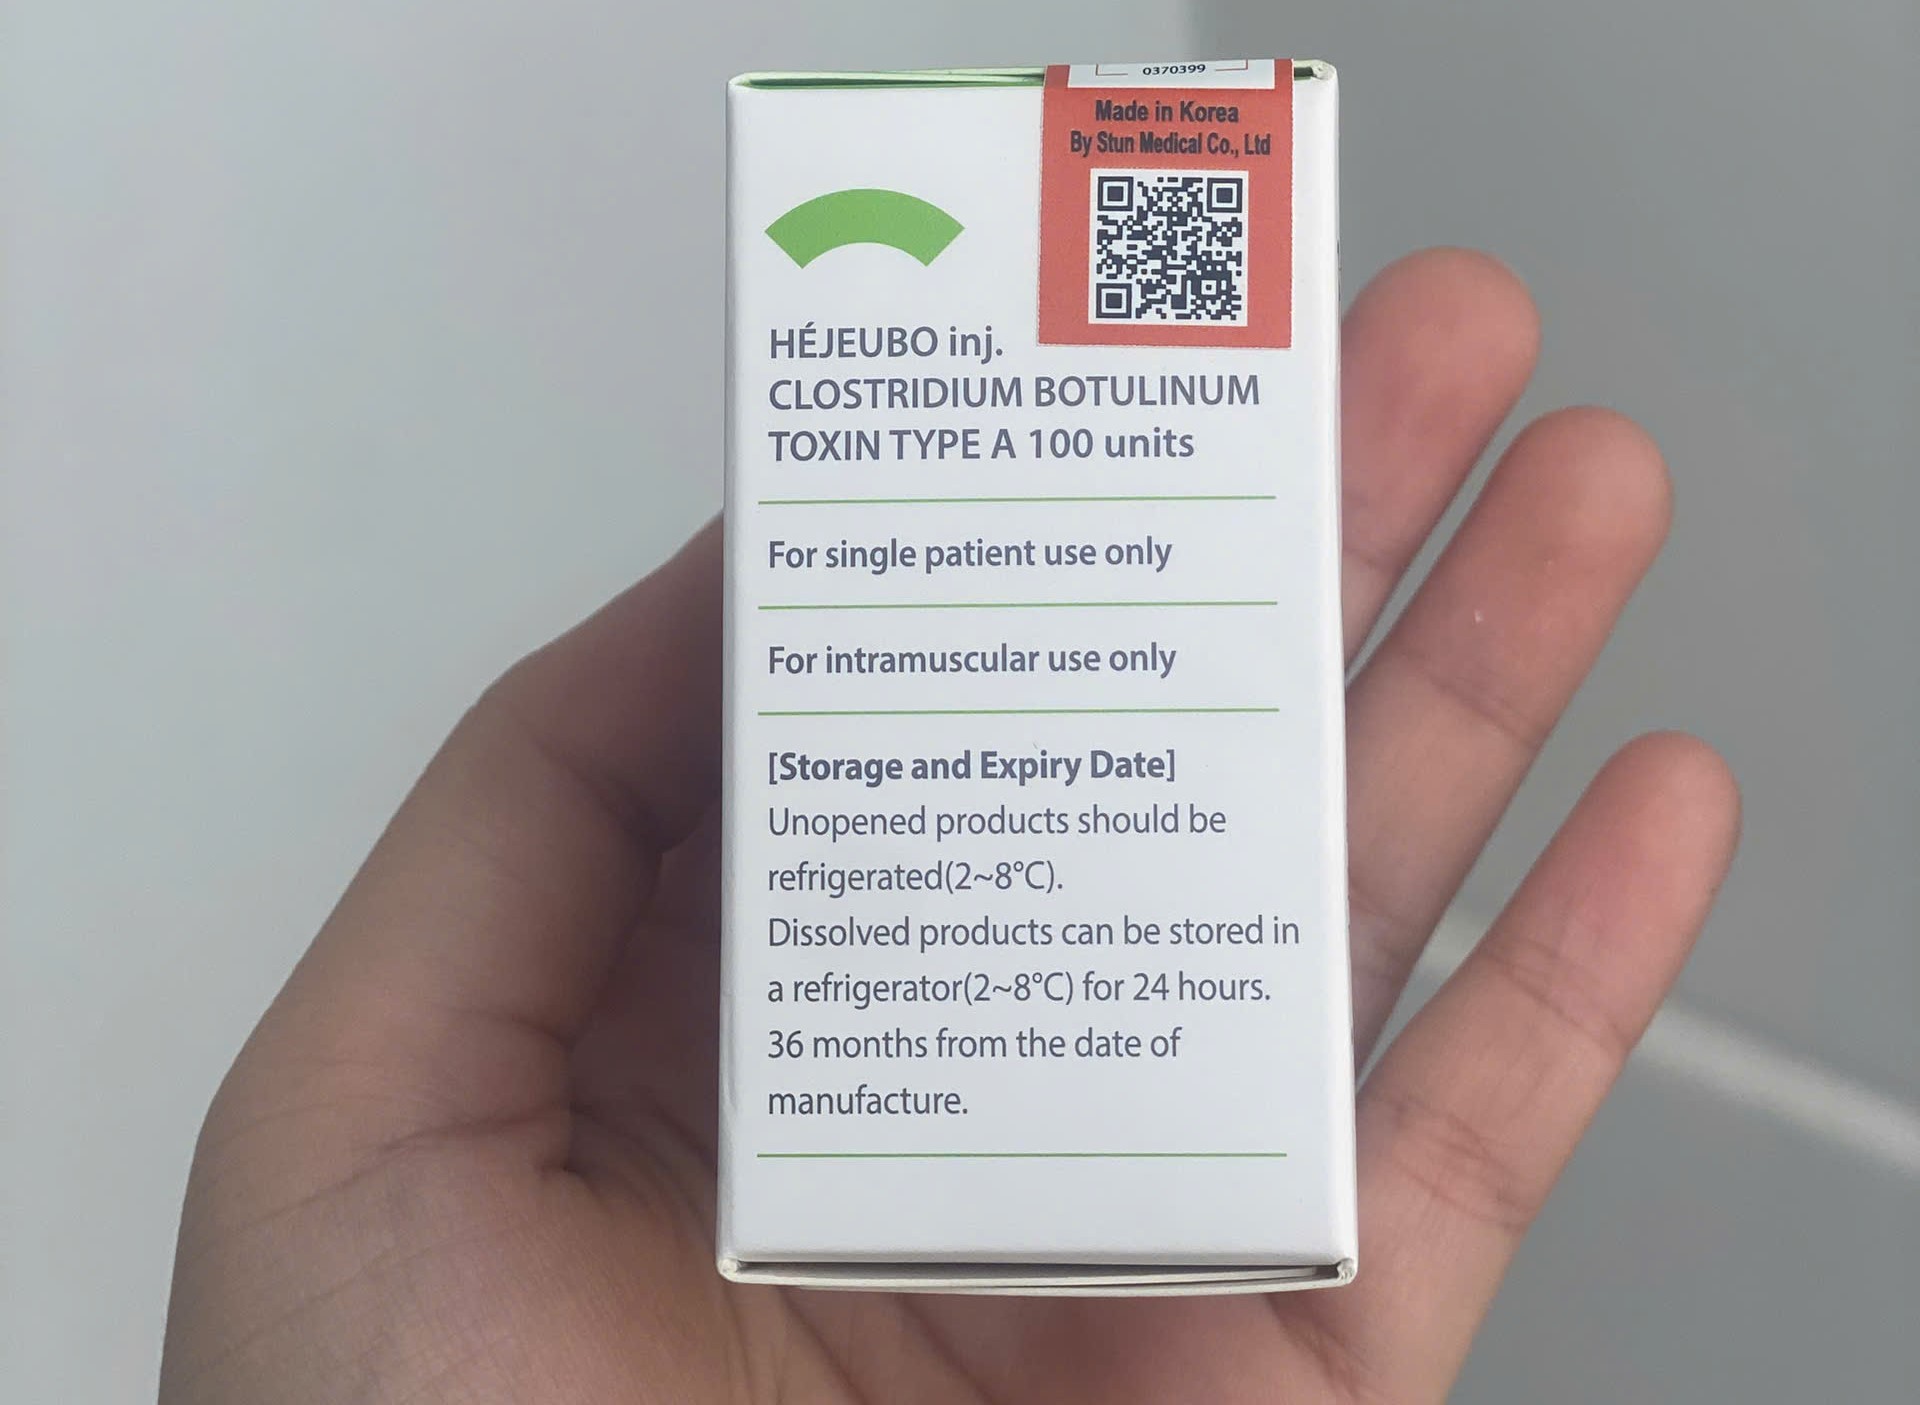 0370399
Made in Korea
By Stun Medical Co., Ltd
HÉJEUBO inj.
CLOSTRIDIUM BOTULINUM
TOXIN TYPE A 100 units
For single patient use only
For intramuscular use only
[Storage and Expiry Date]
Unopened products should be
refrigerated(2~8°C).
Dissolved products can be stored in
a refrigerator(2~8°C) for 24 hours.
36 months from the date of
manufacture.